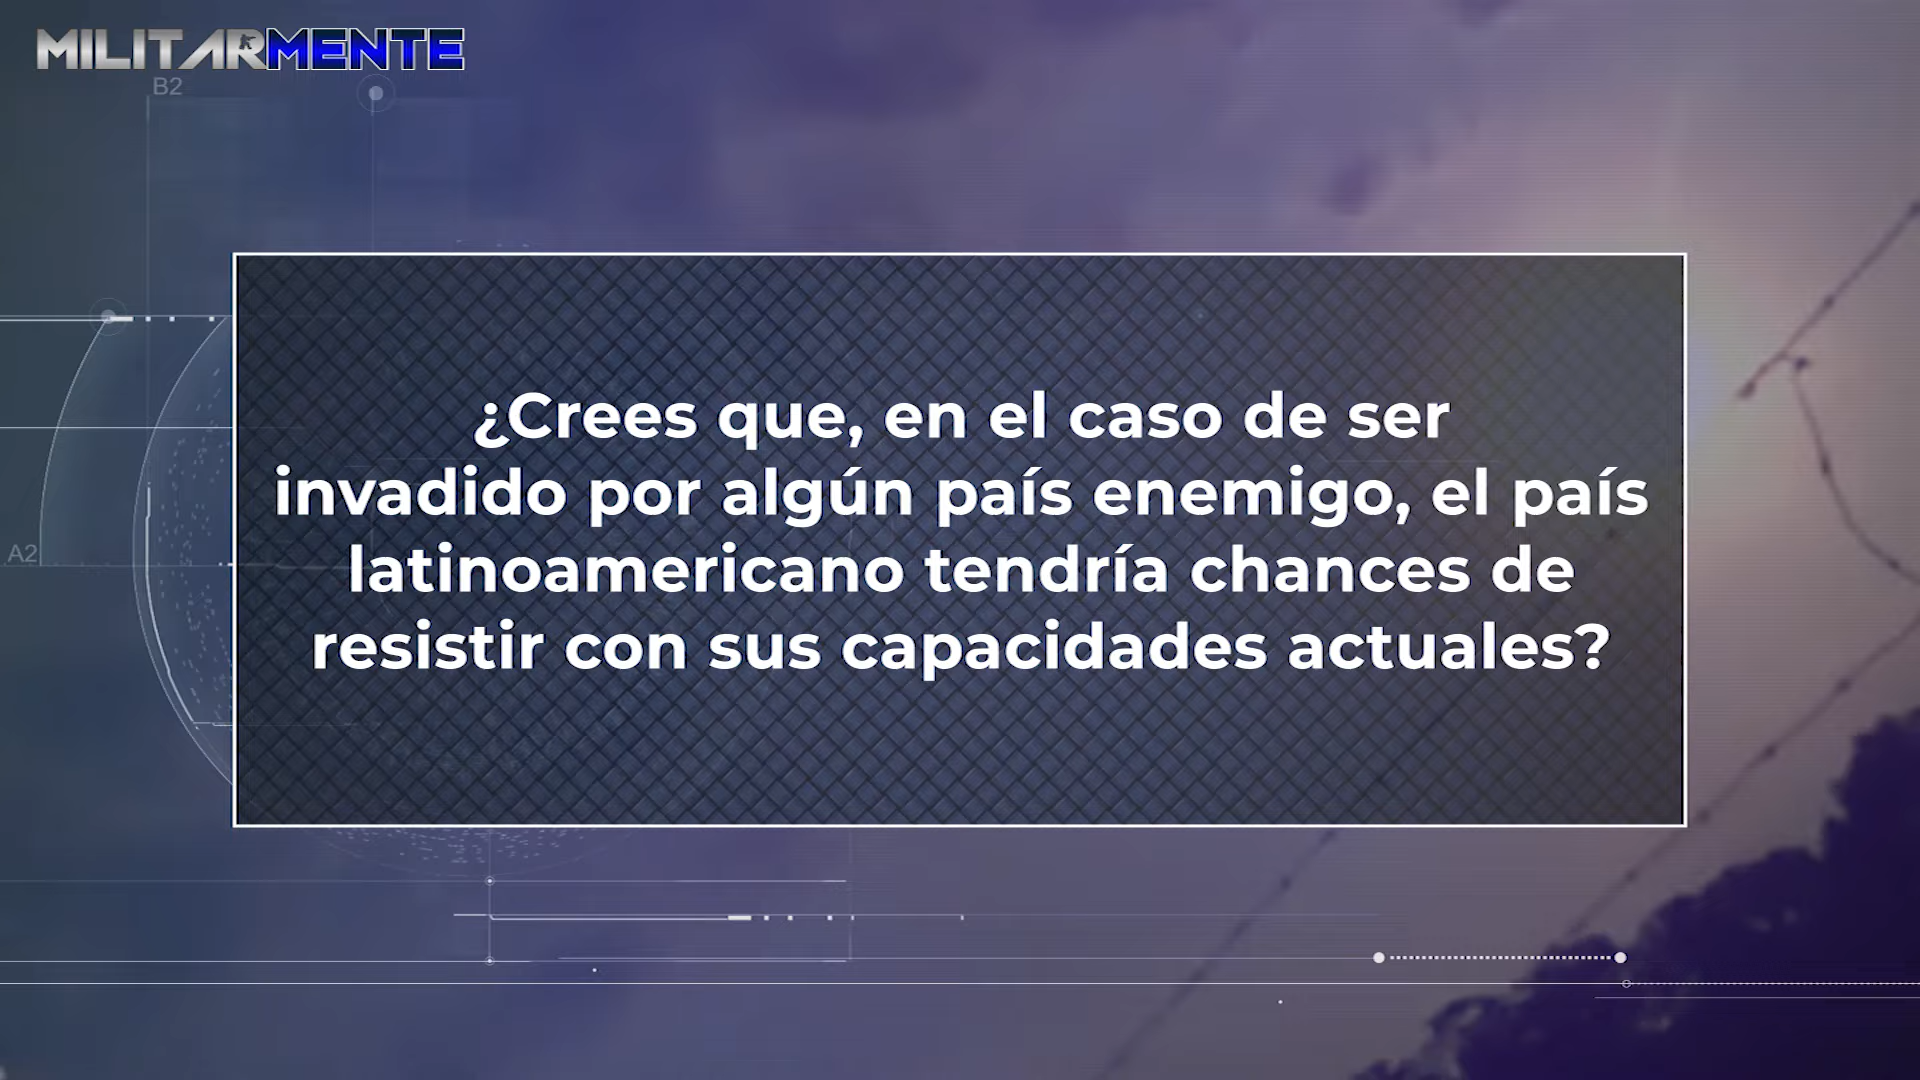 MILITARMENTE
B2
¿Crees que, en el caso de ser
invadido por algún país enemigo, el país
A2
latinoamericano tendría chances de
resistir con sus capacidades actuales?